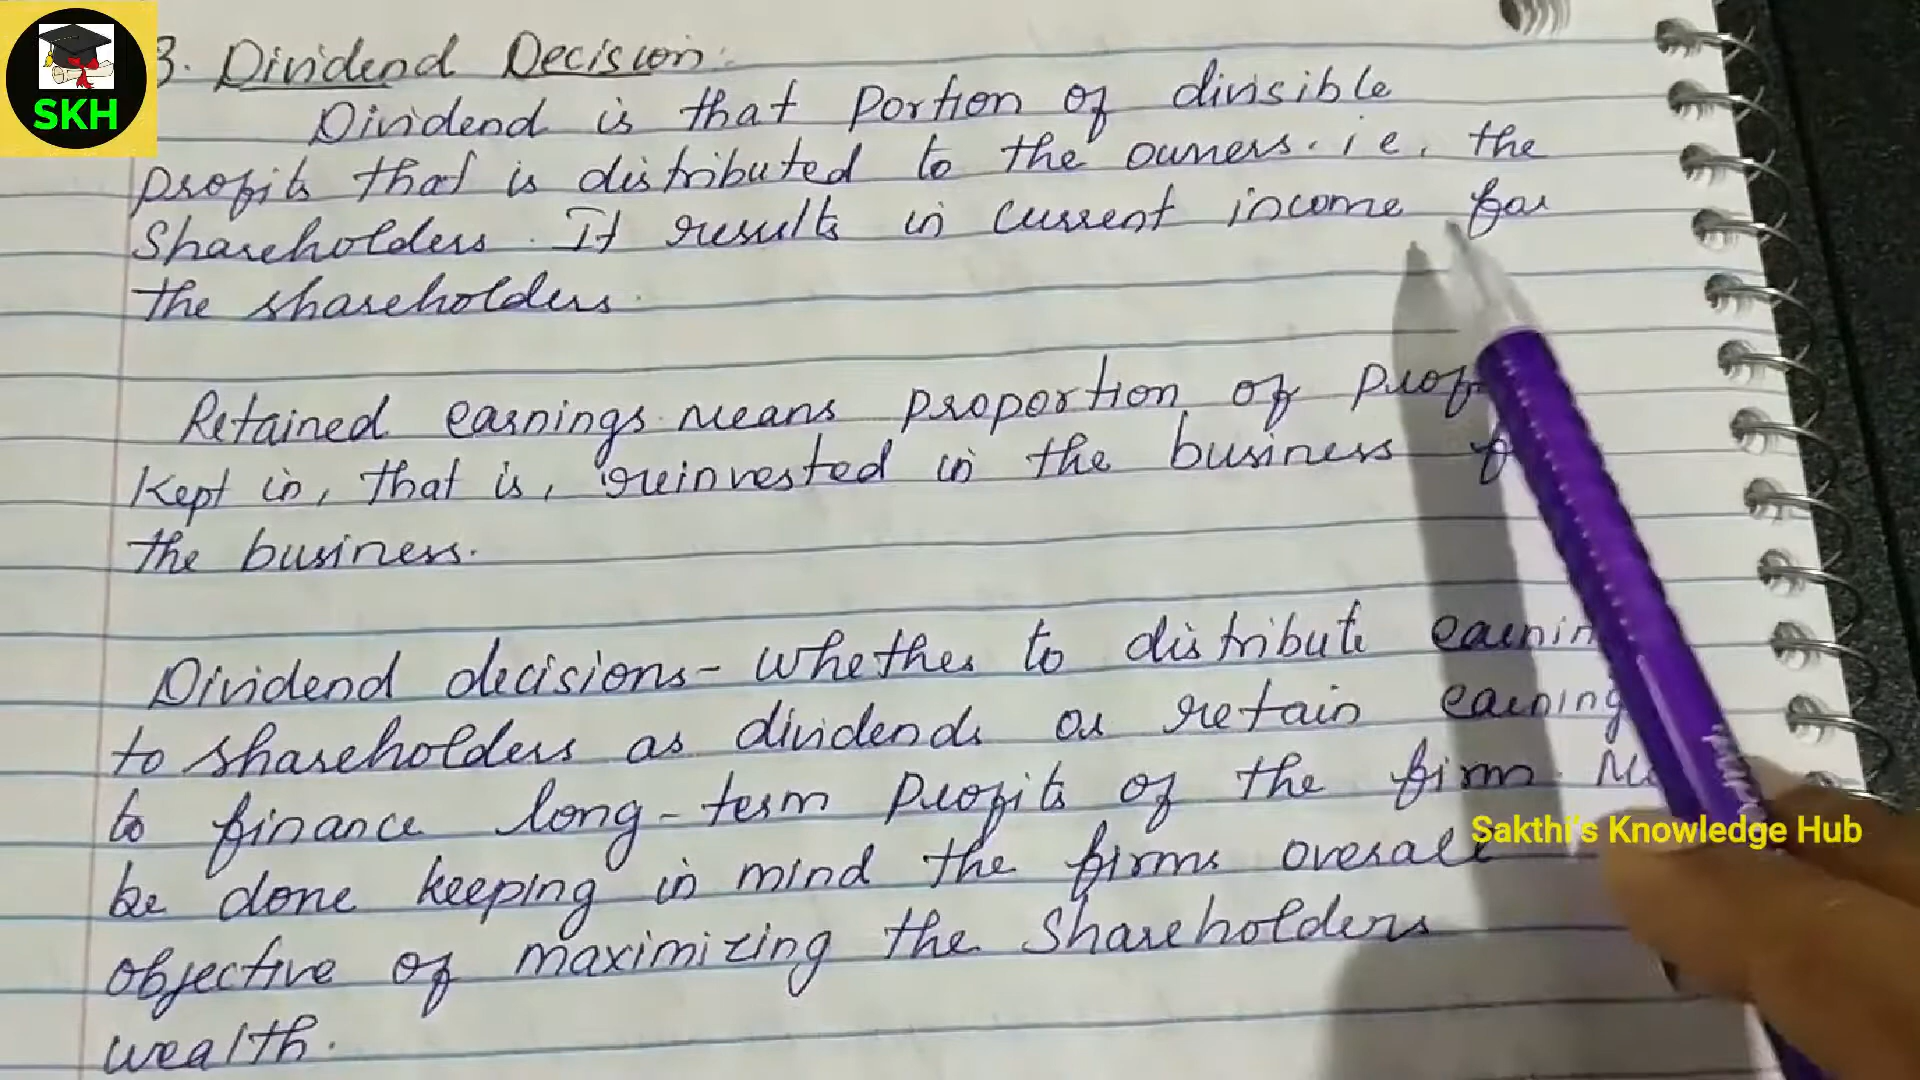 SKH
3. Dividend Decision:
Dividend is that portion of divisible
profits that is distributed to the owners. i.e, the
Shareholders. It results in current income for
the shareholders.
Retained earnings means proportion of
kept in, that is, reinvested in the business
the business.
Dividend decisions - Whether to distribute
to shareholders as dividends or retain
to finance long-term profits of the firm.
Sakthi's Knowledge Hub
be done keeping in mind the firms overall
objective of maximizing the Shareholders
wealth.